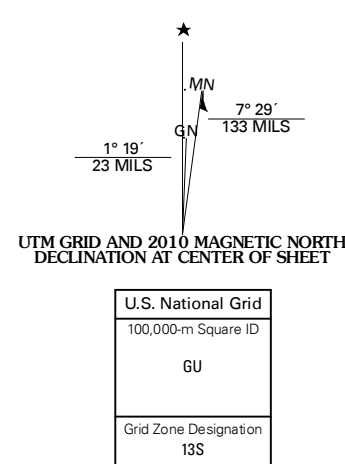 MN
7° 29´
133 MILS
GN
1° 19´
23 MILS
UTM GRID AND 2010 MAGNETIC NORTH
DECLINATION AT CENTER OF SHEET
U.S. National Grid
100,000-m Square ID
GU
Grid Zone Designation
13S